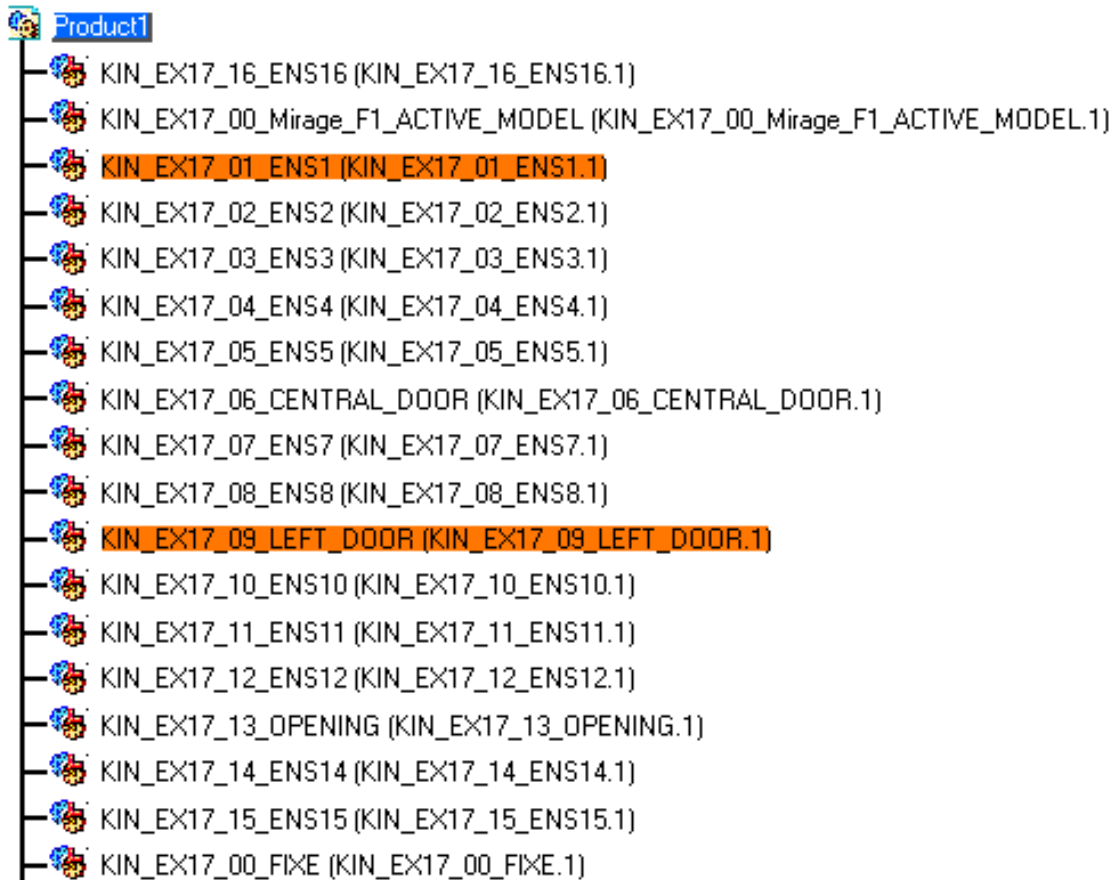 Product1
KIN_EX17_16_ENS16 (KIN_EX17_16_ENS16.1)
KIN_EX17_00_Mirage_F1_ACTIVE_MODEL (KIN_EX17_00_Mirage_F1_ACTIVE_MODEL.1)
KIN_EX17_01_ENS1 (KIN_EX17_01_ENS1.1)
KIN_EX17_02_ENS2 (KIN_EX17_02_ENS2.1)
KIN_EX17_03_ENS3 (KIN_EX17_03_ENS3.1)
KIN_EX17_04_ENS4 (KIN_EX17_04_ENS4.1)
KIN_EX17_05_ENS5 (KIN_EX17_05_ENS5.1)
KIN_EX17_06_CENTRAL_DOOR (KIN_EX17_06_CENTRAL_DOOR.1)
KIN_EX17_07_ENS7 (KIN_EX17_07_ENS7.1)
KIN_EX17_08_ENS8 (KIN_EX17_08_ENS8.1)
KIN_EX17_09_LEFT_DOOR (KIN_EX17_09_LEFT_DOOR.1)
KIN_EX17_10_ENS10 (KIN_EX17_10_ENS10.1)
KIN_EX17_11_ENS11 (KIN_EX17_11_ENS11.1)
KIN_EX17_12_ENS12 (KIN_EX17_12_ENS12.1)
KIN_EX17_13_OPENING (KIN_EX17_13_OPENING.1)
KIN_EX17_14_ENS14 (KIN_EX17_14_ENS14.1)
KIN_EX17_15_ENS15 (KIN_EX17_15_ENS15.1)
KIN_EX17_00_FIXE (KIN_EX17_00_FIXE.1)